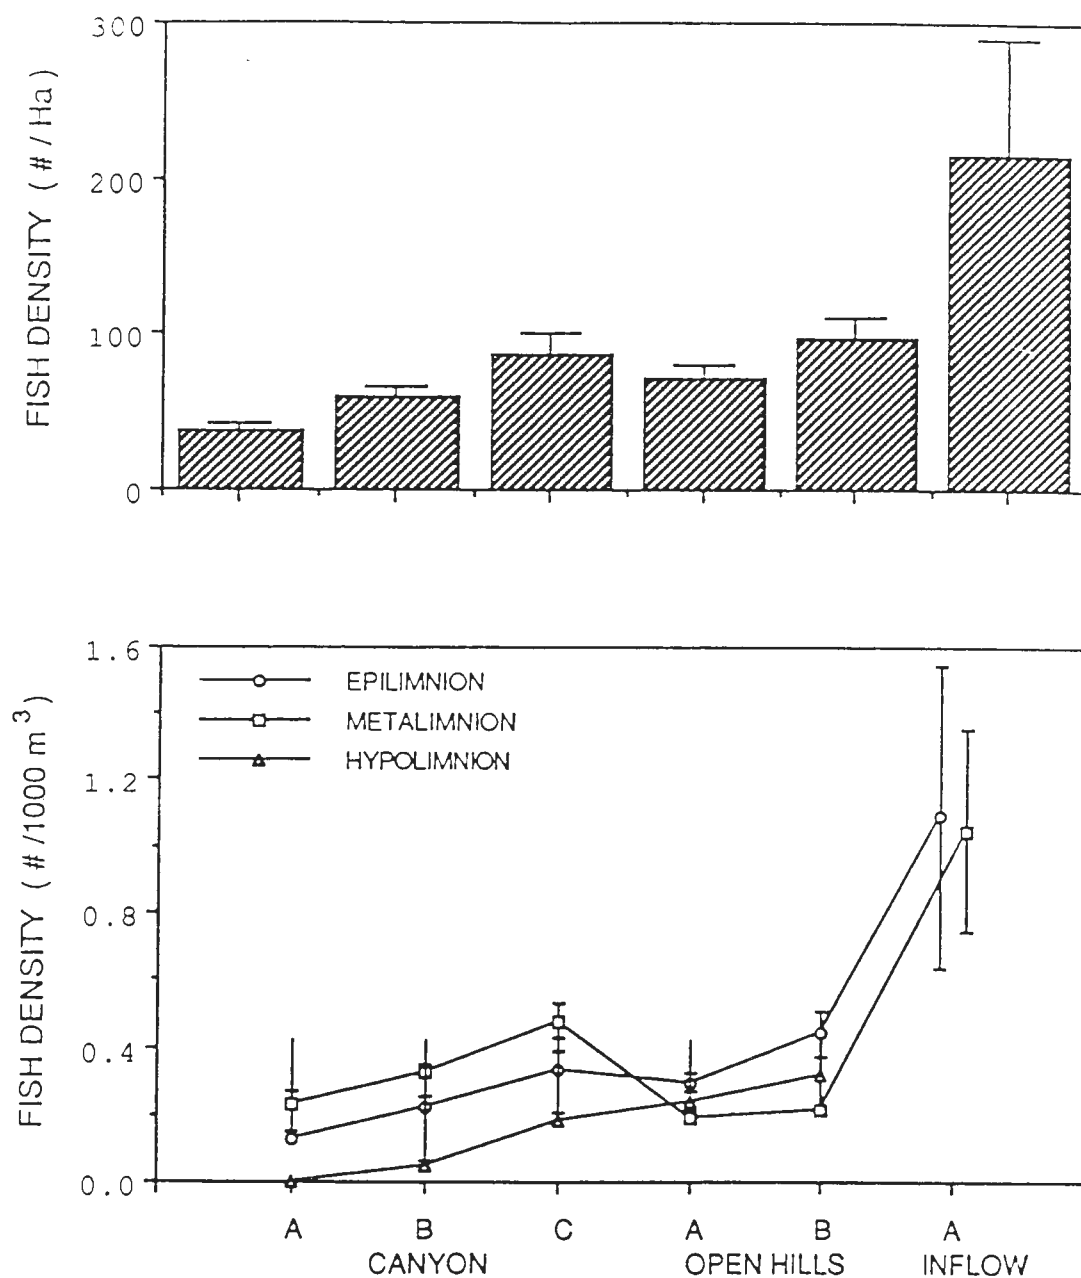 FISH DENSITY (#/Ha)
300
200
100
0
FISH DENSITY (#/1000 m³)
1.6
1.2
0.8
0.4
0.0
EPILIMNION
METALIMNION
HYPOLIMNION
A B C A B A
CANYON OPEN HILLS INFLOW